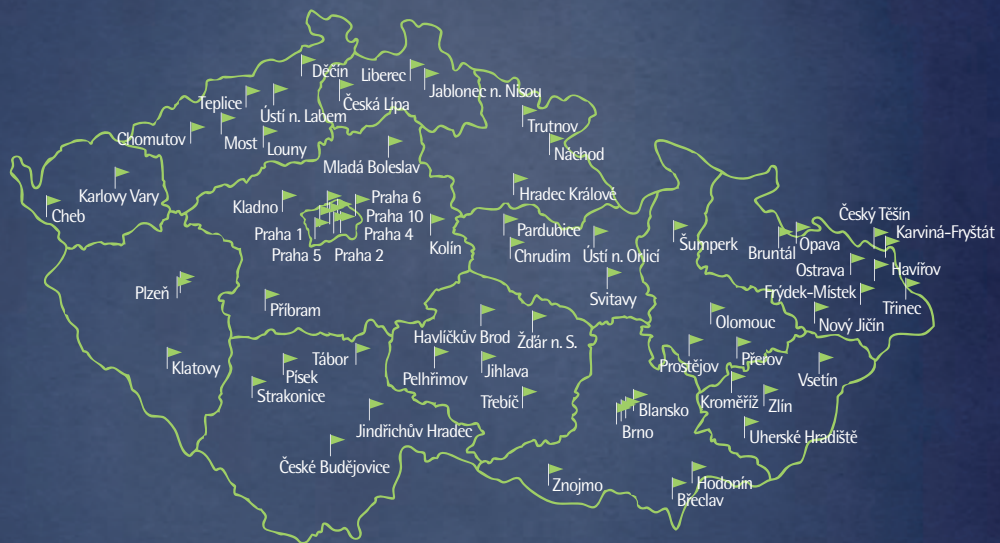 Děčín
Liberec
Jablonec n. Nisou
Teplice
Ústí n. Labem
Česká Lípa
Trutnov
Chomutov
Most
Louny
Náchod
Mladá Boleslav
Karlovy Vary
Cheb
Kladno
Praha 6
Praha 10
Praha 4
Praha 1
Praha 5
Praha 2
Kolín
Hradec Králové
Pardubice
Chrudim
Ústí n. Orlicí
Svitavy
Šumperk
Bruntál
Opava
Český Těšín
Karviná-Fryštát
Ostrava
Havířov
Frýdek-Místek
Třinec
Nový Jičín
Plzeň
Příbram
Havlíčkův Brod
Žďár n. S.
Olomouc
Klatovy
Písek
Tábor
Strakonice
Pelhřimov
Jihlava
Třebíč
Prostějov
Přerov
Vsetín
Kroměříž
Zlín
Blansko
Brno
Uherské Hradiště
Jindřichův Hradec
České Budějovice
Znojmo
Hodonín
Břeclav